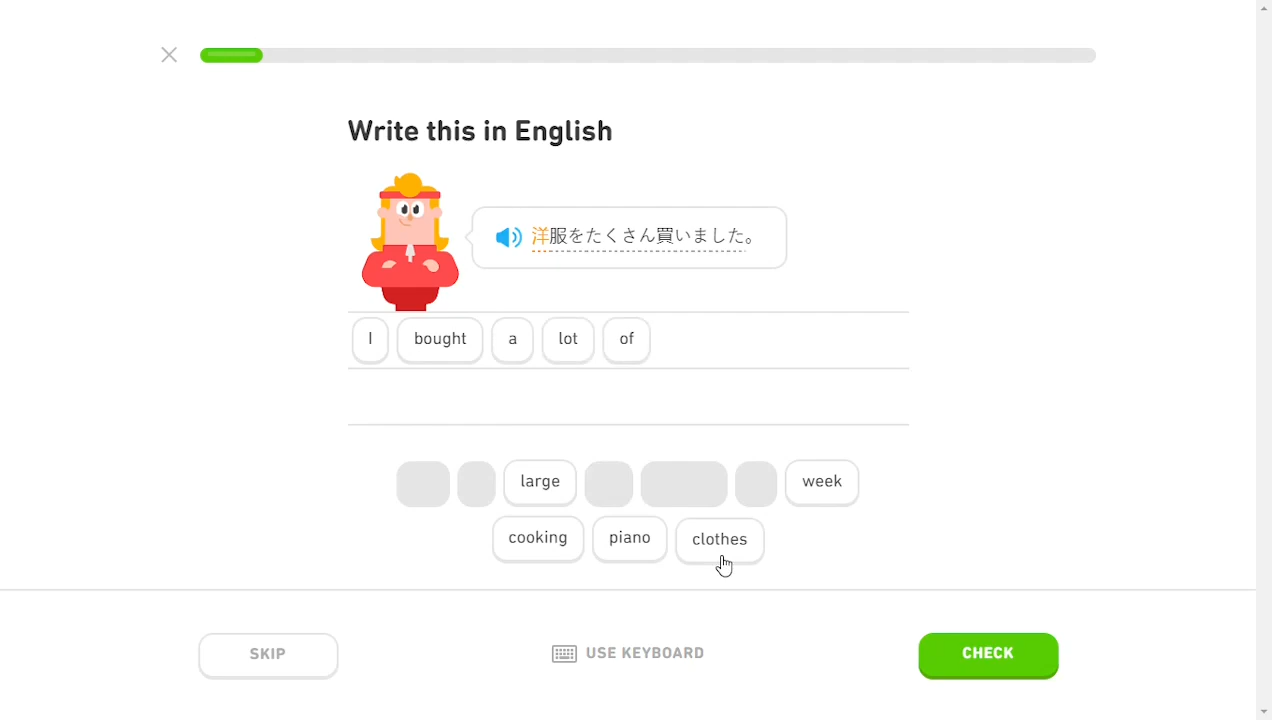 Write this in English
洋服をたくさん買いました。
I bought a lot of
large week
cooking piano clothes
SKIP USE KEYBOARD CHECK